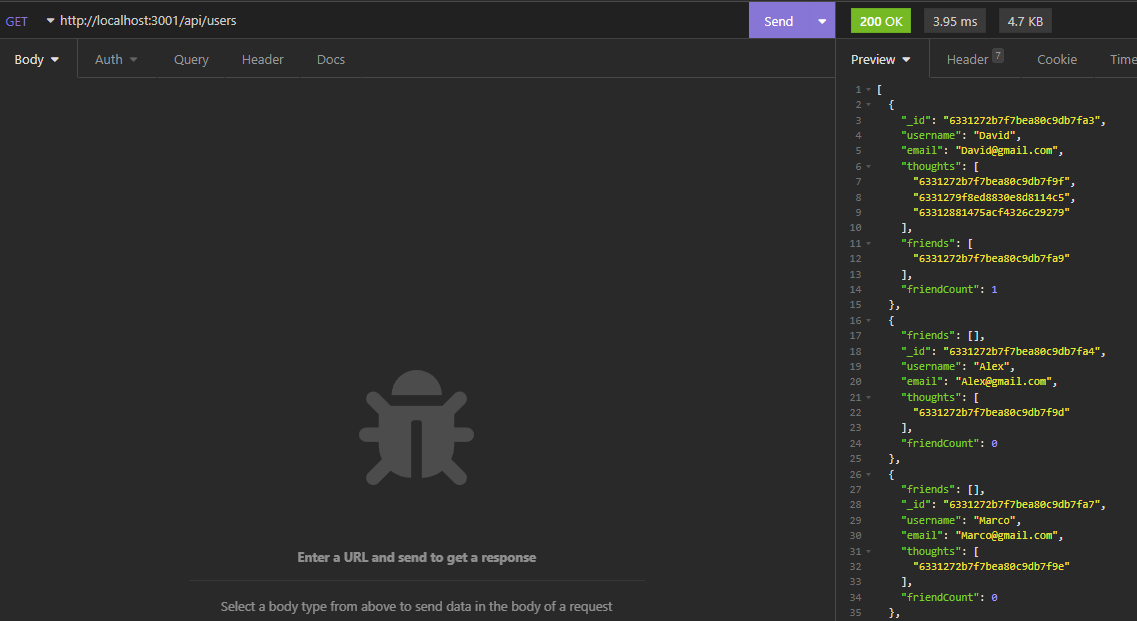 GET http://localhost:3001/api/users Send 200 OK 3.95 ms 4.7 KB
Body Auth Query Header Docs Preview Header 7 Cookie Time
Enter a URL and send to get a response
Select a body type from above to send data in the body of a request
1 [
2 {
3 "_id": "6331272b7f7bea80c9db7fa3",
4 "username": "David",
5 "email": "David@gmail.com",
6 "thoughts": [
7 "6331272b7f7bea80c9db7f9f",
8 "6331279f8ed8830e8d8114c5",
9 "63312881475acf4326c29279"
10 ],
11 "friends": [
12 "6331272b7f7bea80c9db7fa9"
13 ],
14 "friendCount": 1
15 },
16 {
17 "friends": [],
18 "_id": "6331272b7f7bea80c9db7fa4",
19 "username": "Alex",
20 "email": "Alex@gmail.com",
21 "thoughts": [
22 "6331272b7f7bea80c9db7f9d"
23 ],
24 "friendCount": 0
25 },
26 {
27 "friends": [],
28 "_id": "6331272b7f7bea80c9db7fa7",
29 "username": "Marco",
30 "email": "Marco@gmail.com",
31 "thoughts": [
32 "6331272b7f7bea80c9db7f9e"
33 ],
34 "friendCount": 0
35 },